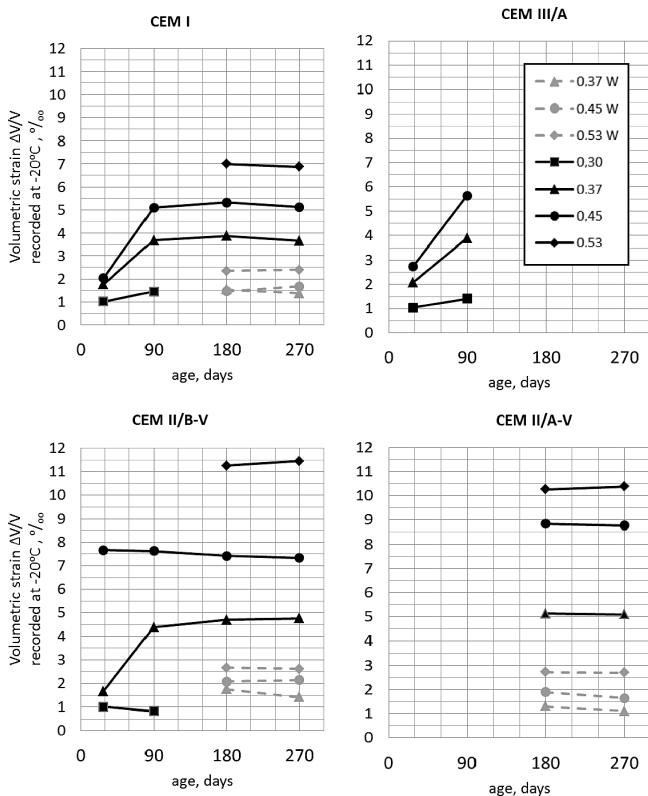 CEM I
Volumetric strain ΔV/V
recorded at -20°C , °/₀₀
12
11
10
9
8
7
6
5
4
3
2
1
0
0 90 180 270
age, days
CEM III/A
12
11
10
9
8
7
6
5
4
3
2
1
0
0.37 W
0.45 W
0.53 W
0.30
0.37
0.45
0.53
0 90 180 270
age, days
CEM II/B-V
Volumetric strain ΔV/V
recorded at -20°C , °/₀₀
12
11
10
9
8
7
6
5
4
3
2
1
0
0 90 180 270
age, days
CEM II/A-V
12
11
10
9
8
7
6
5
4
3
2
1
0
0 90 180 270
age, days